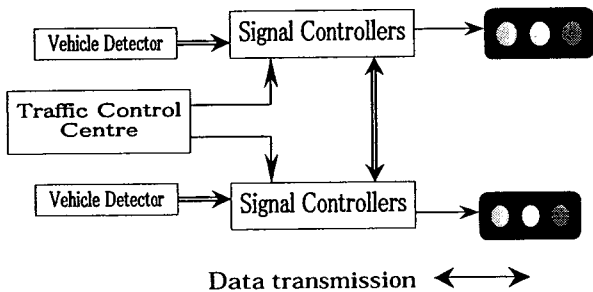 Signal Controllers
Vehicle Detector
Traffic Control
Centre
Vehicle Detector
Signal Controllers
Data transmission